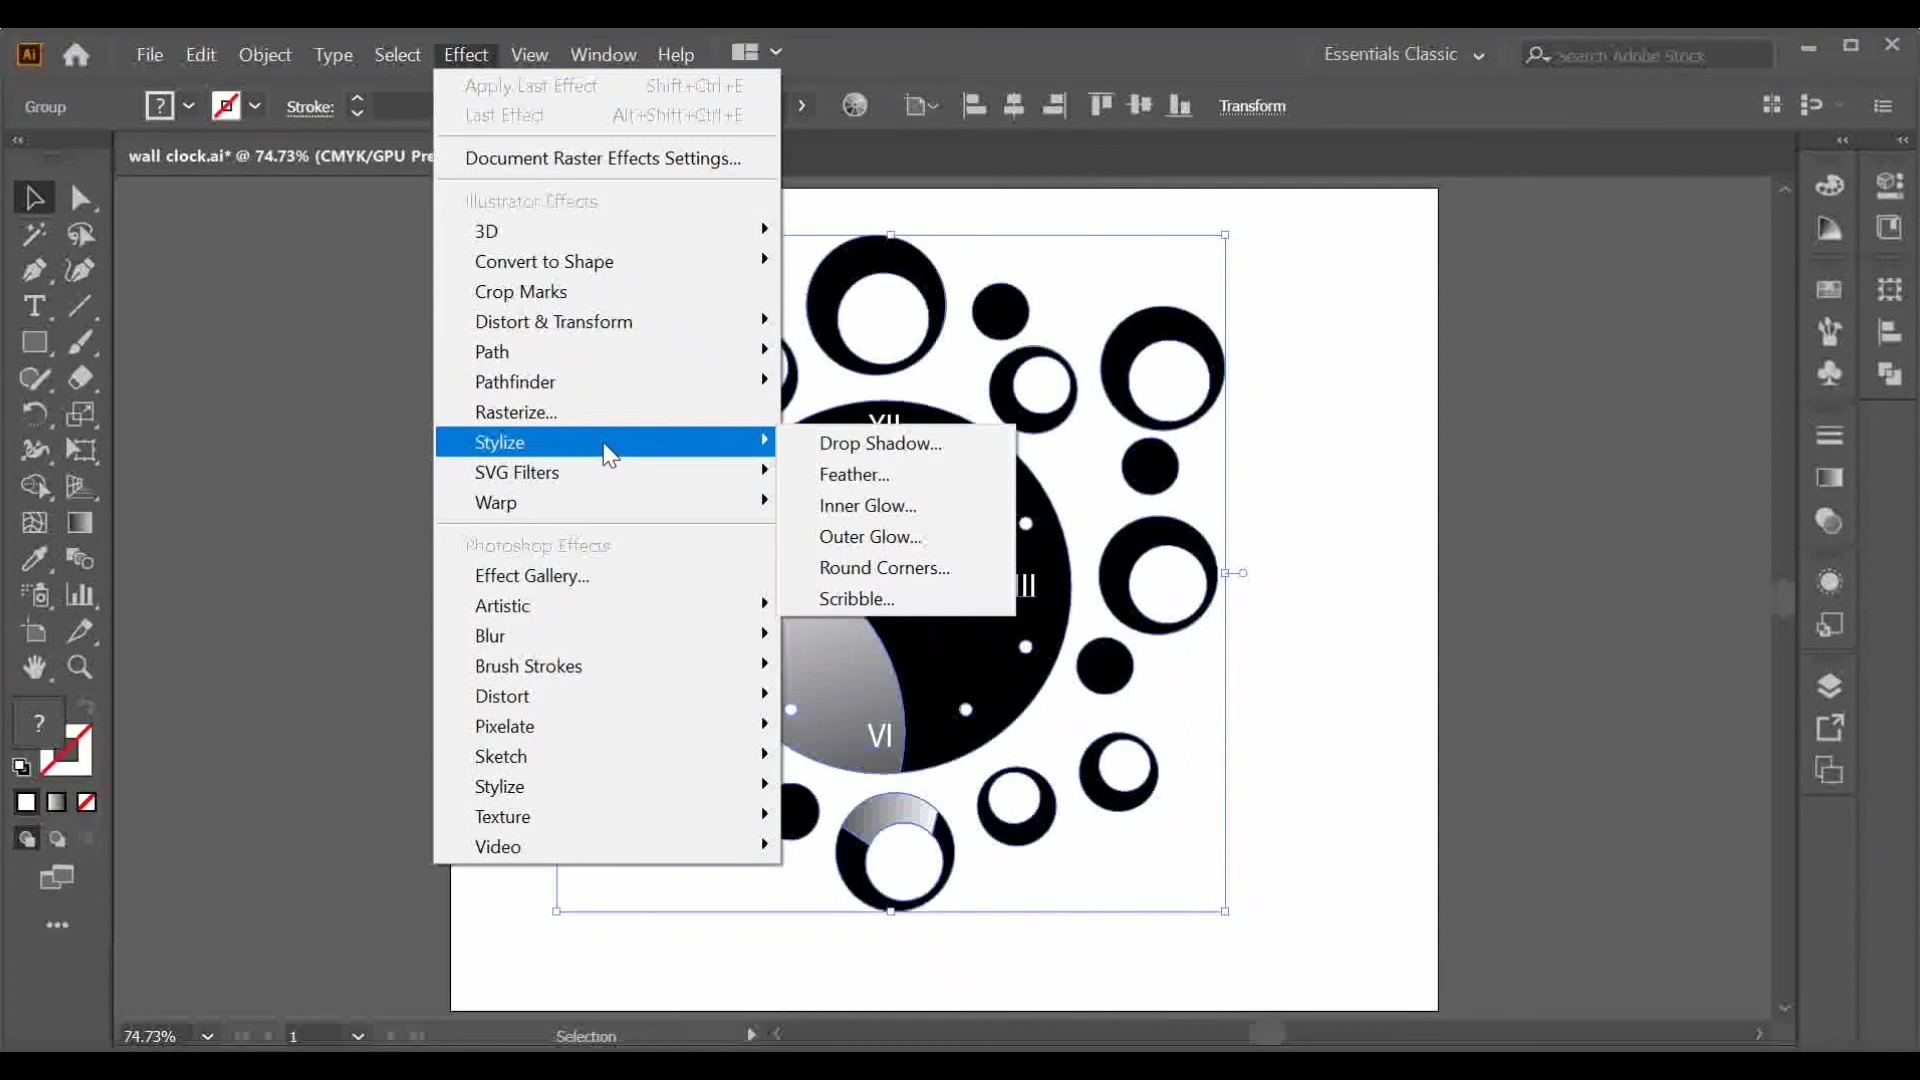 Ai File Edit Object Type Select Effect View Window Help Essentials Classic Search Adobe Stock
Group ? Stroke: Transform
wall clock.ai* @ 74.73% (CMYK/GPU Pre
Apply Last Effect Shift+Ctrl+E
Last Effect Alt+Shift+Ctrl+E
Document Raster Effects Settings...
Illustrator Effects
3D
Convert to Shape
Crop Marks
Distort & Transform
Path
Pathfinder
Rasterize...
Stylize
SVG Filters
Warp
Photoshop Effects
Effect Gallery...
Artistic
Blur
Brush Strokes
Distort
Pixelate
Sketch
Stylize
Texture
Video
Drop Shadow...
Feather...
Inner Glow...
Outer Glow...
Round Corners...
Scribble...
XII
III
VI
?
74.73% 1 Selection